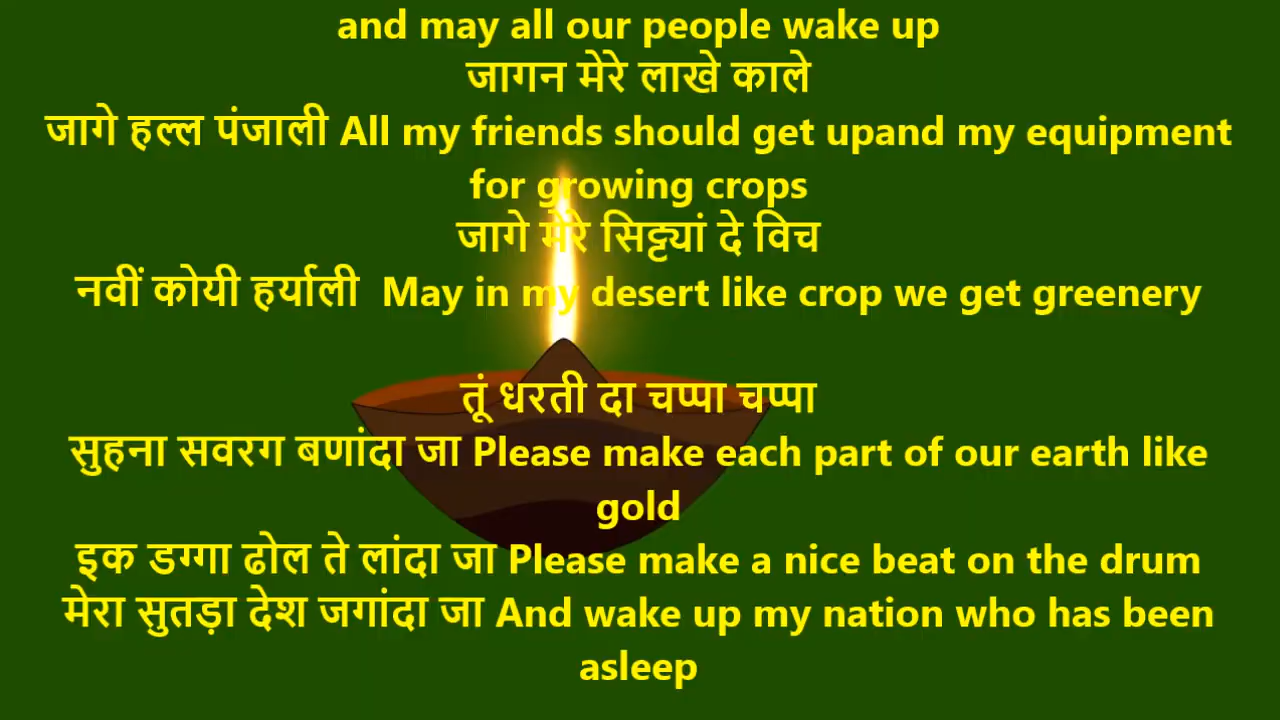 and may all our people wake up
जागन मेरे लाखे काले
जागे हल्ल पंजाली All my friends should get upand my equipment
for growing crops
जागे मेरे सिट्ट्यां दे विच
नवीं कोयी हर्याली  May in my desert like crop we get greenery
तूं धरती दा चप्पा चप्पा
सुहना सवरग बणांदा जा Please make each part of our earth like
gold
इक डग्गा ढोल ते लांदा जा Please make a nice beat on the drum
मेरा सुतड़ा देश जगांदा जा And wake up my nation who has been
asleep